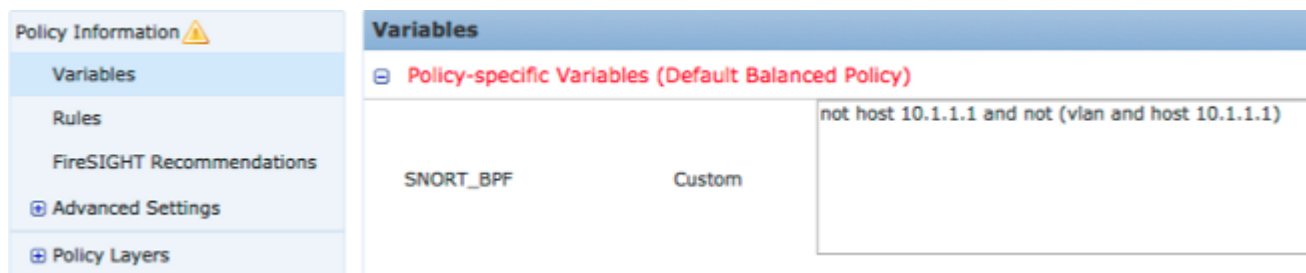 Policy Information
Variables
Rules
FireSIGHT Recommendations
Advanced Settings
Policy Layers
Variables
Policy-specific Variables (Default Balanced Policy)
SNORT_BPF Custom
not host 10.1.1.1 and not (vlan and host 10.1.1.1)